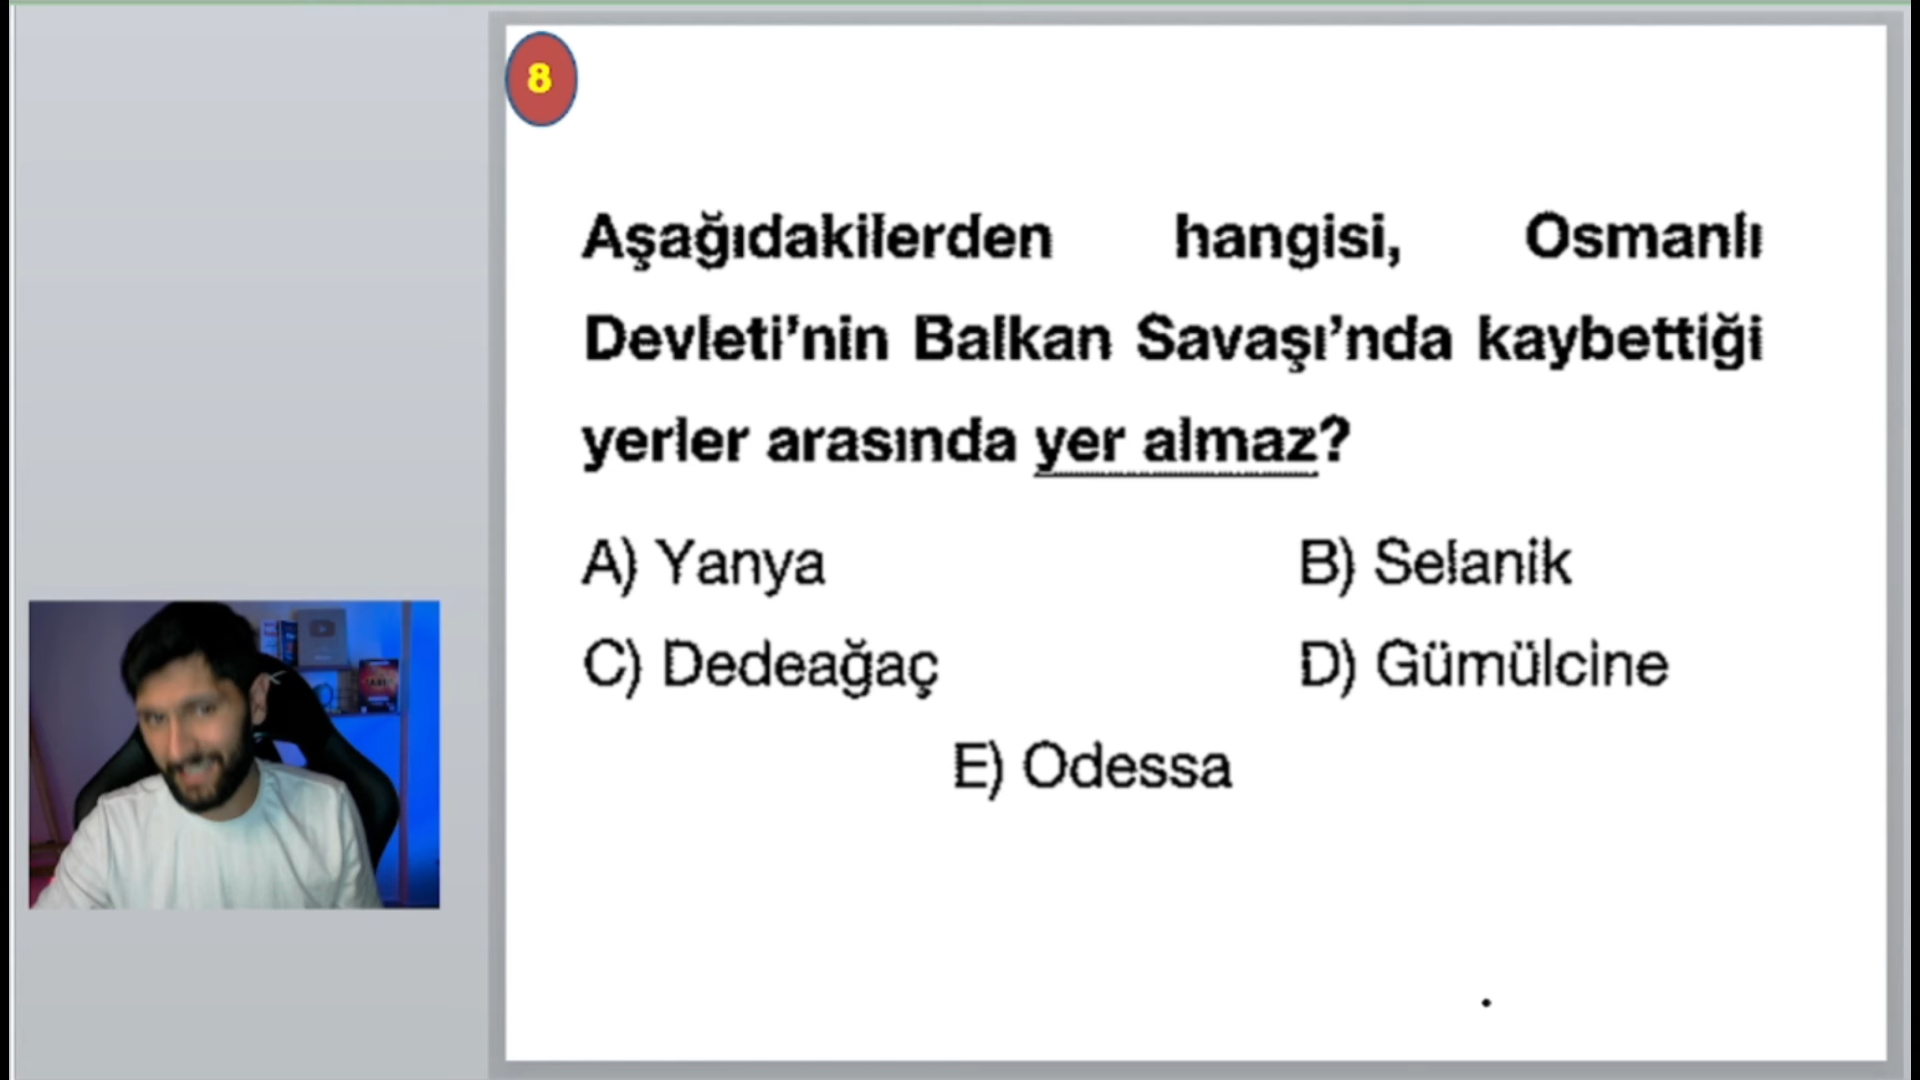 8
Aşağıdakilerden hangisi, Osmanlı
Devleti'nin Balkan Savaşı'nda kaybettiği
yerler arasında yer almaz?
A) Yanya
B) Selanik
C) Dedeağaç
D) Gümülcine
E) Odessa